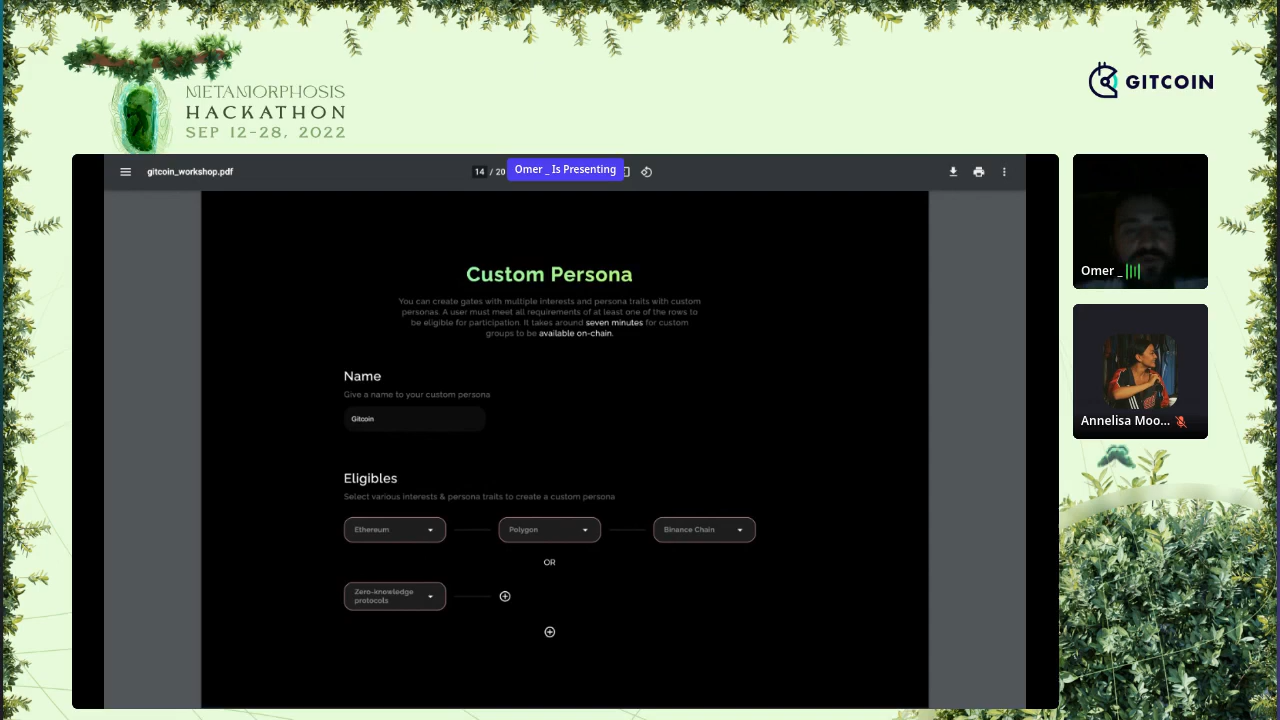 METAMORPHOSIS
HACKATHON
SEP 12-28, 2022
GITCOIN
gitcoin_workshop.pdf
14 / 20
Omer _ Is Presenting
Custom Persona
You can create gates with multiple interests and persona traits with custom
personas. A user must meet all requirements of at least one of the rows to
be eligible for participation. It takes around seven minutes for custom
groups to be available on-chain.
Name
Give a name to your custom persona
Gitcoin
Eligibles
Select various interests & persona traits to create a custom persona
Ethereum
Polygon
Binance Chain
OR
Zero-knowledge
protocols
Omer _
Annelisa Moo...